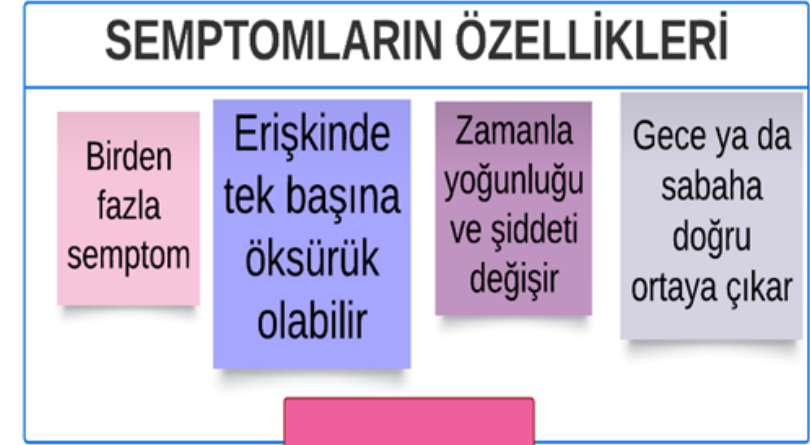 SEMPTOMLARIN ÖZELLİKLERİ
Birden
fazla
semptom
Erişkinde
tek başına
öksürük
olabilir
Zamanla
yoğunluğu
ve şiddeti
değişir
Gece ya da
sabaha
doğru
ortaya çıkar